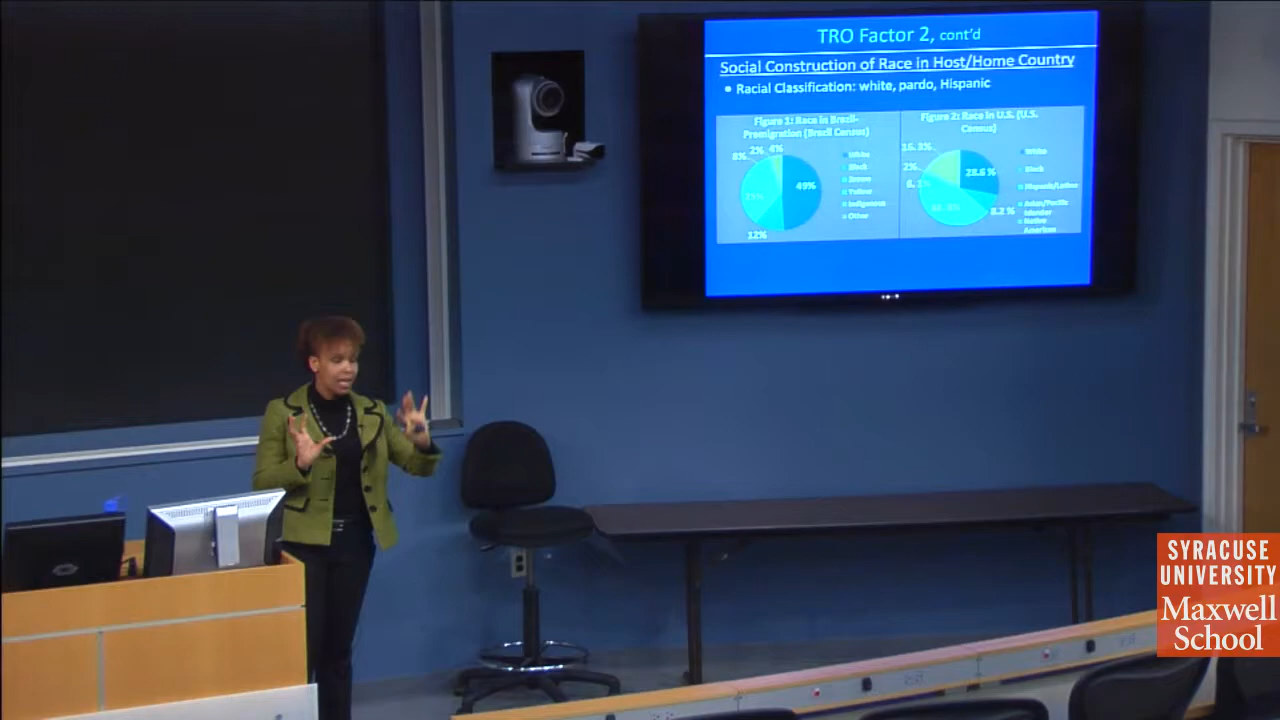 TRO Factor 2, cont'd
Social Construction of Race in Host/Home Country
• Racial Classification: white, pardo, Hispanic
Figure 1: Race in Brazil-
Premigration (Brazil Census)
8%
2%
4%
49%
12%
White
Black
Brown
Yellow
Indigenous
Other
Figure 2: Race in U.S. (U.S.
Census)
16.3%
2%
28.6 %
8.2 %
White
Black
Hispanic/Latino
Asian/Pacific
Islander
Native
American
SYRACUSE
UNIVERSITY
Maxwell
School